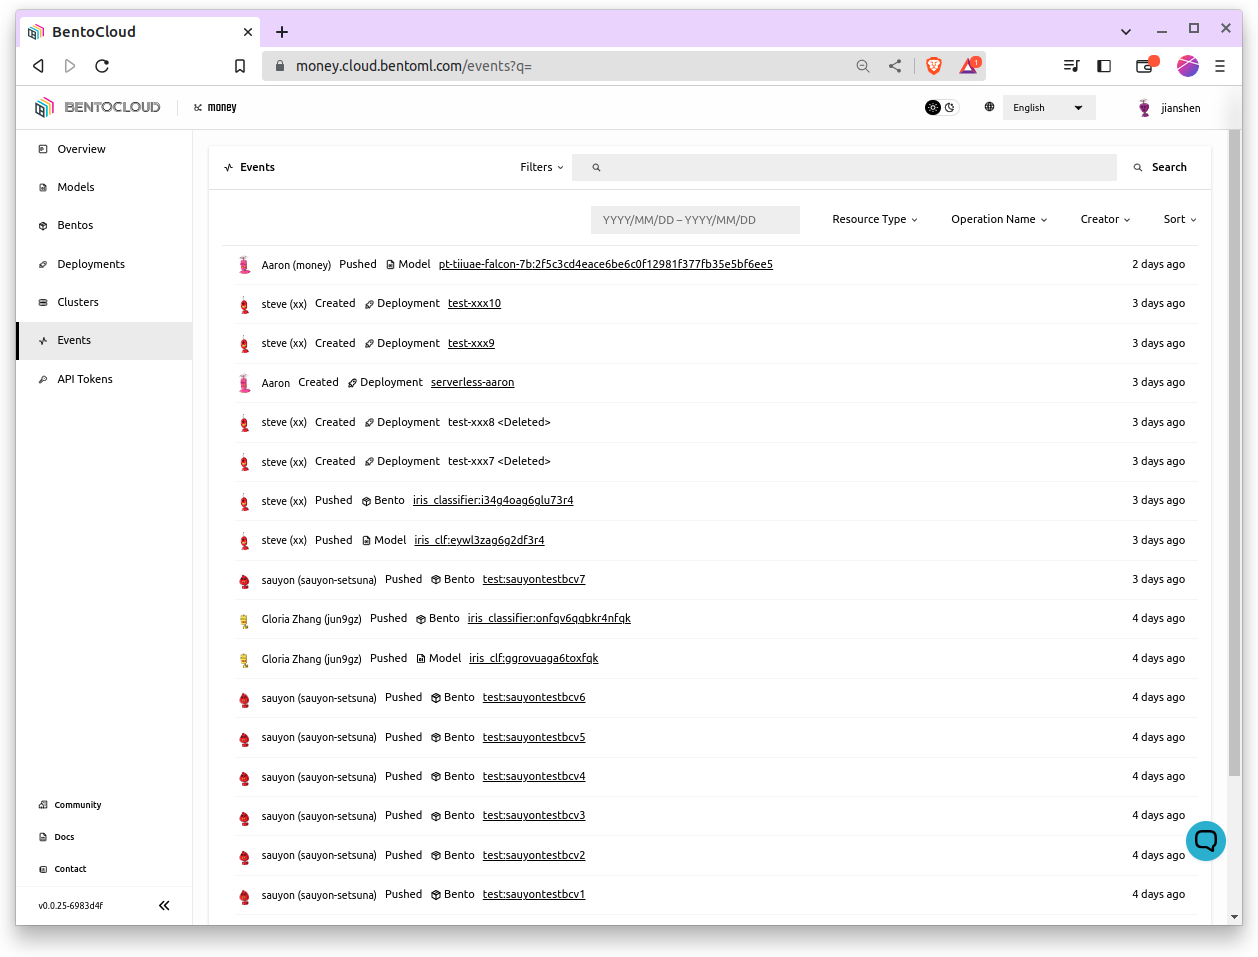 BentoCloud
money.cloud.bentoml.com/events?q=
1
BENTOCLOUD money
English
jianshen
Overview
Models
Bentos
Deployments
Clusters
Events
API Tokens
Community
Docs
Contact
v0.0.25-6983d4f
Events
Filters
Search
YYYY/MM/DD – YYYY/MM/DD Resource Type Operation Name Creator Sort
Aaron (money) Pushed Model pt-tiiuae-falcon-7b:2f5c3cd4eace6be6c0f12981f377fb35e5bf6ee5 2 days ago
steve (xx) Created Deployment test-xxx10 3 days ago
steve (xx) Created Deployment test-xxx9 3 days ago
Aaron Created Deployment serverless-aaron 3 days ago
steve (xx) Created Deployment test-xxx8 <Deleted> 3 days ago
steve (xx) Created Deployment test-xxx7 <Deleted> 3 days ago
steve (xx) Pushed Bento iris_classifier:i34g4oag6glu73r4 3 days ago
steve (xx) Pushed Model iris_clf:eywl3zag6g2df3r4 3 days ago
sauyon (sauyon-setsuna) Pushed Bento test:sauyontestbcv7 3 days ago
Gloria Zhang (jun9gz) Pushed Bento iris_classifier:onfqv6qqbkr4nfqk 4 days ago
Gloria Zhang (jun9gz) Pushed Model iris_clf:ggrovuaga6toxfqk 4 days ago
sauyon (sauyon-setsuna) Pushed Bento test:sauyontestbcv6 4 days ago
sauyon (sauyon-setsuna) Pushed Bento test:sauyontestbcv5 4 days ago
sauyon (sauyon-setsuna) Pushed Bento test:sauyontestbcv4 4 days ago
sauyon (sauyon-setsuna) Pushed Bento test:sauyontestbcv3 4 days ago
sauyon (sauyon-setsuna) Pushed Bento test:sauyontestbcv2 4 days ago
sauyon (sauyon-setsuna) Pushed Bento test:sauyontestbcv1 4 days ago